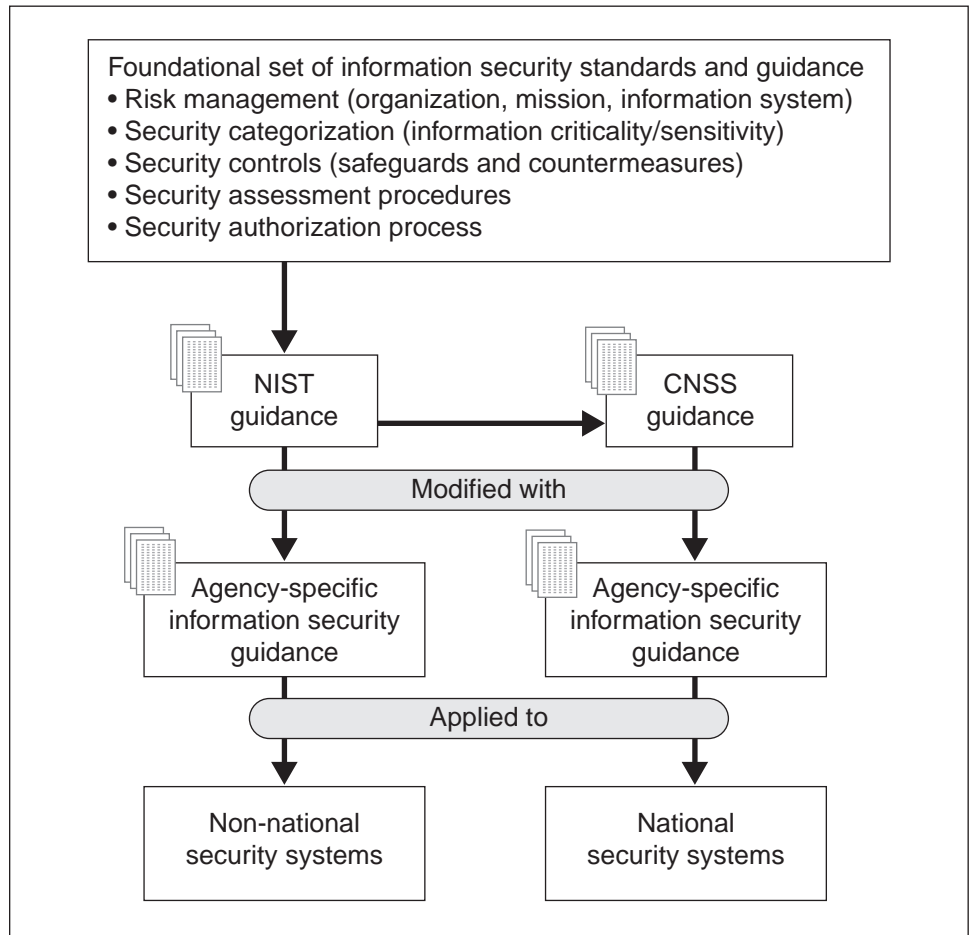 Foundational set of information security standards and guidance
• Risk management (organization, mission, information system)
• Security categorization (information criticality/sensitivity)
• Security controls (safeguards and countermeasures)
• Security assessment procedures
• Security authorization process
NIST
guidance
CNSS
guidance
Modified with
Agency-specific
information security
guidance
Agency-specific
information security
guidance
Applied to
Non-national
security systems
National
security systems